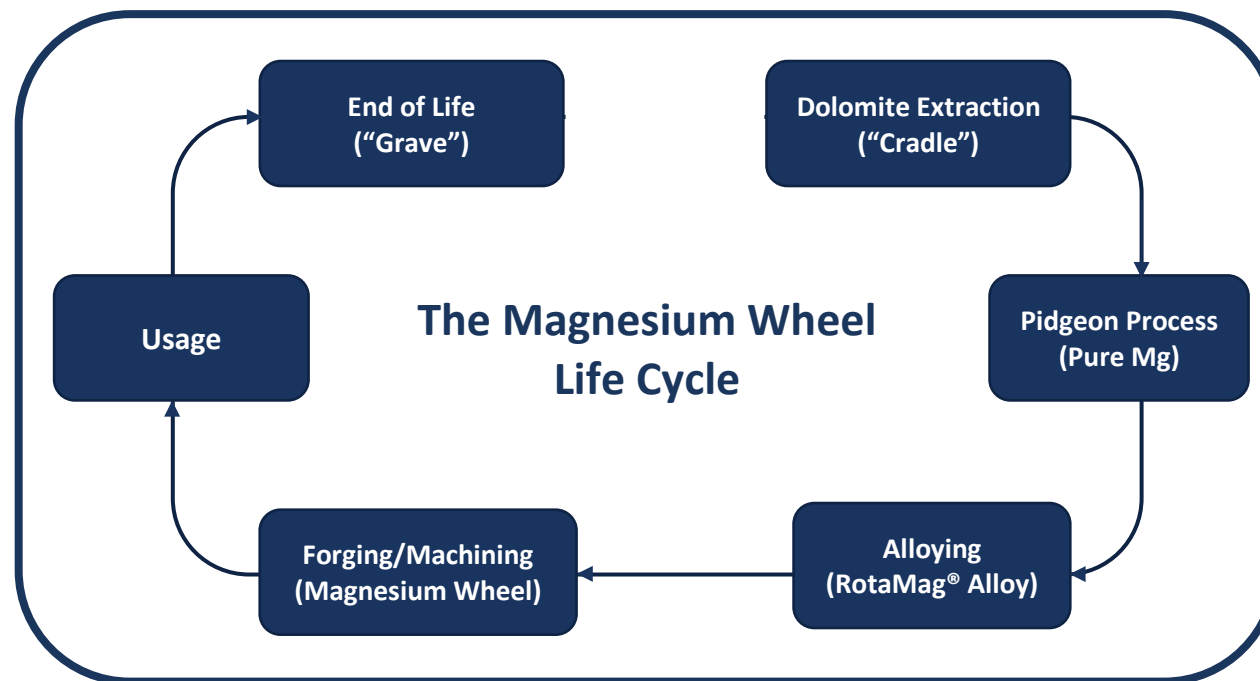 End of Life
(“Grave”)
Dolomite Extraction
(“Cradle”)
Usage
The Magnesium Wheel
Life Cycle
Pidgeon Process
(Pure Mg)
Forging/Machining
(Magnesium Wheel)
Alloying
(RotaMag® Alloy)